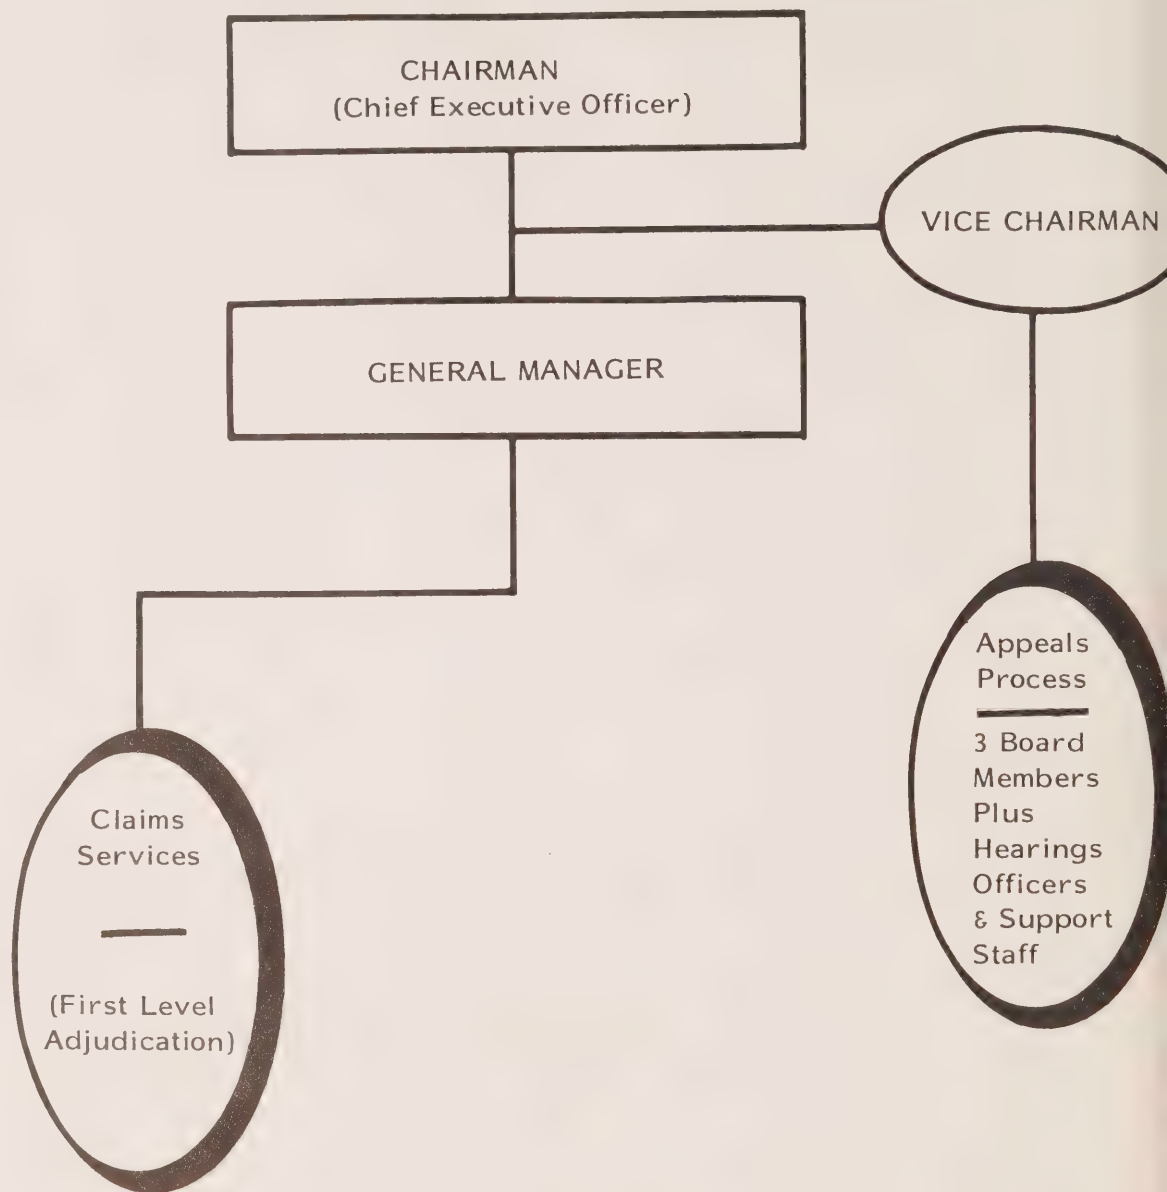 CHAIRMAN
(Chief Executive Officer)
VICE CHAIRMAN
GENERAL MANAGER
Appeals
Process
3 Board
Members
Plus
Hearings
Officers
& Support
Staff
Claims
Services
(First Level
Adjudication)